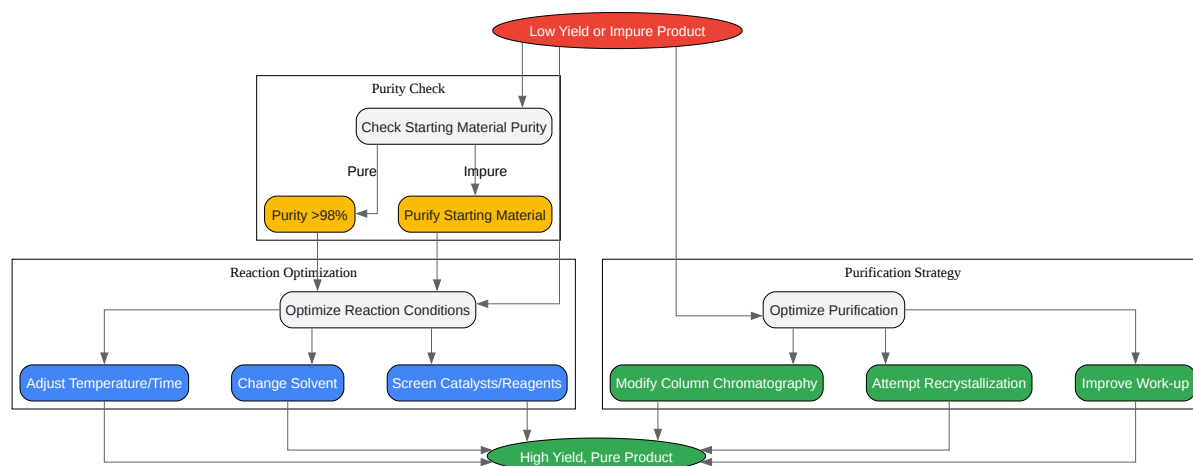 Low Yield or Impure Product
Purity Check
Check Starting Material Purity
Pure
Impure
Purity >98%
Purify Starting Material
Reaction Optimization
Purification Strategy
Optimize Reaction Conditions
Optimize Purification
Adjust Temperature/Time
Change Solvent
Screen Catalysts/Reagents
Modify Column Chromatography
Attempt Recrystallization
Improve Work-up
High Yield, Pure Product